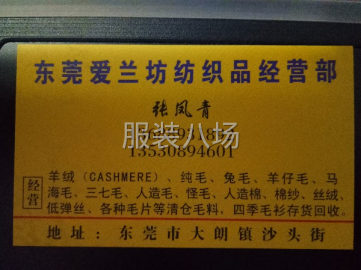 东莞爱兰坊纺织品经营部
张凤青
服装八场
13550894601
经营
羊绒(CASHMERE)、纯毛、兔毛、羊仔毛、马
海毛、三七毛、人造毛、怪毛、人造棉、棉纱、丝绒、
低弹丝、各种毛片等清仓毛料,四季毛衫存货回收。
地址:东莞市大朗镇沙头街